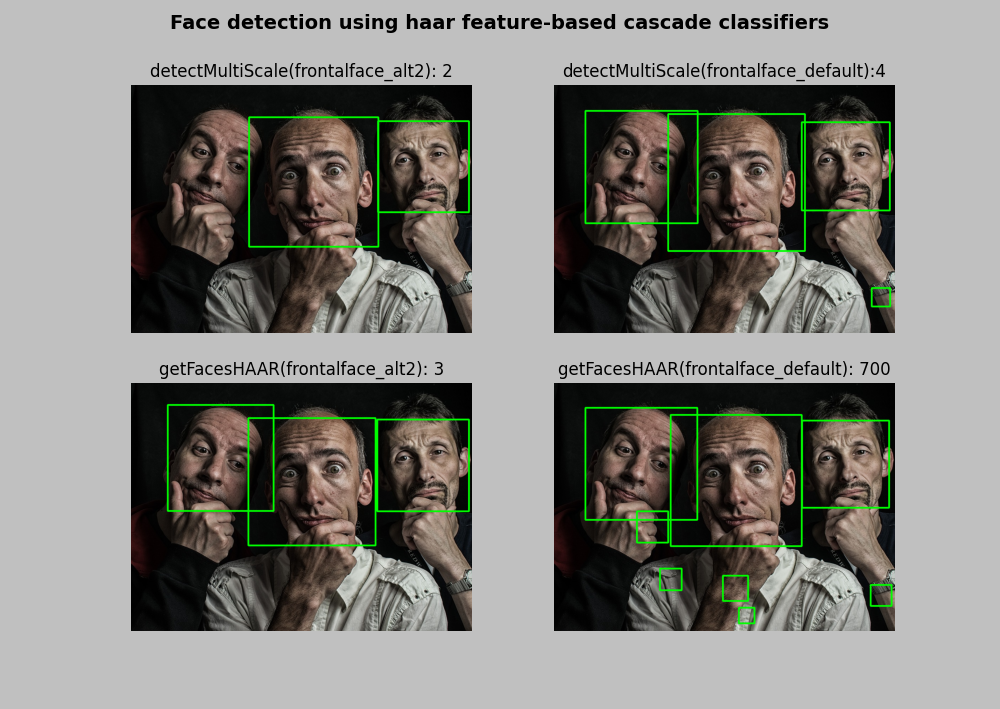 Face detection using haar feature-based cascade classifiers
detectMultiScale(frontalface_alt2): 2
detectMultiScale(frontalface_default):4
getFacesHAAR(frontalface_alt2): 3
getFacesHAAR(frontalface_default): 700